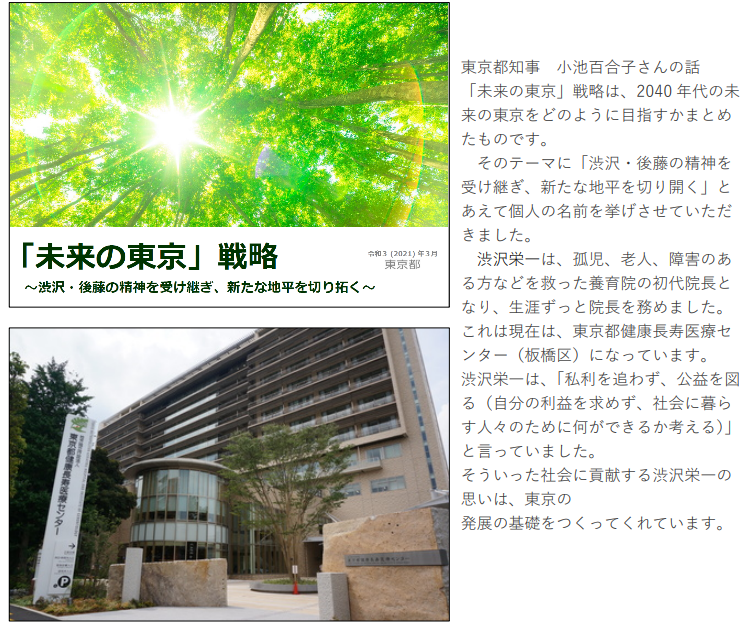 「未来の東京」戦略
令和3 (2021) 年3月
東京都
～渋沢・後藤の精神を受け継ぎ、新たな地平を切り拓く～
東京都健康長寿医療センター
P
東京都知事　小池百合子さんの話
「未来の東京」戦略は、2040 年代の未
来の東京をどのように目指すかまとめ
たものです。
　そのテーマに「渋沢・後藤の精神を
受け継ぎ、新たな地平を切り開く」と
あえて個人の名前を挙げさせていただ
きました。
　渋沢栄一は、孤児、老人、障害のあ
る方などを救った養育院の初代院長と
なり、生涯ずっと院長を務めました。
これは現在は、東京都健康長寿医療セ
ンター（板橋区）になっています。
渋沢栄一は、「私利を追わず、公益を図
る（自分の利益を求めず、社会に暮ら
す人々のために何ができるか考える）」
と言っていました。
そういった社会に貢献する渋沢栄一の
思いは、東京の
発展の基礎をつくってくれています。